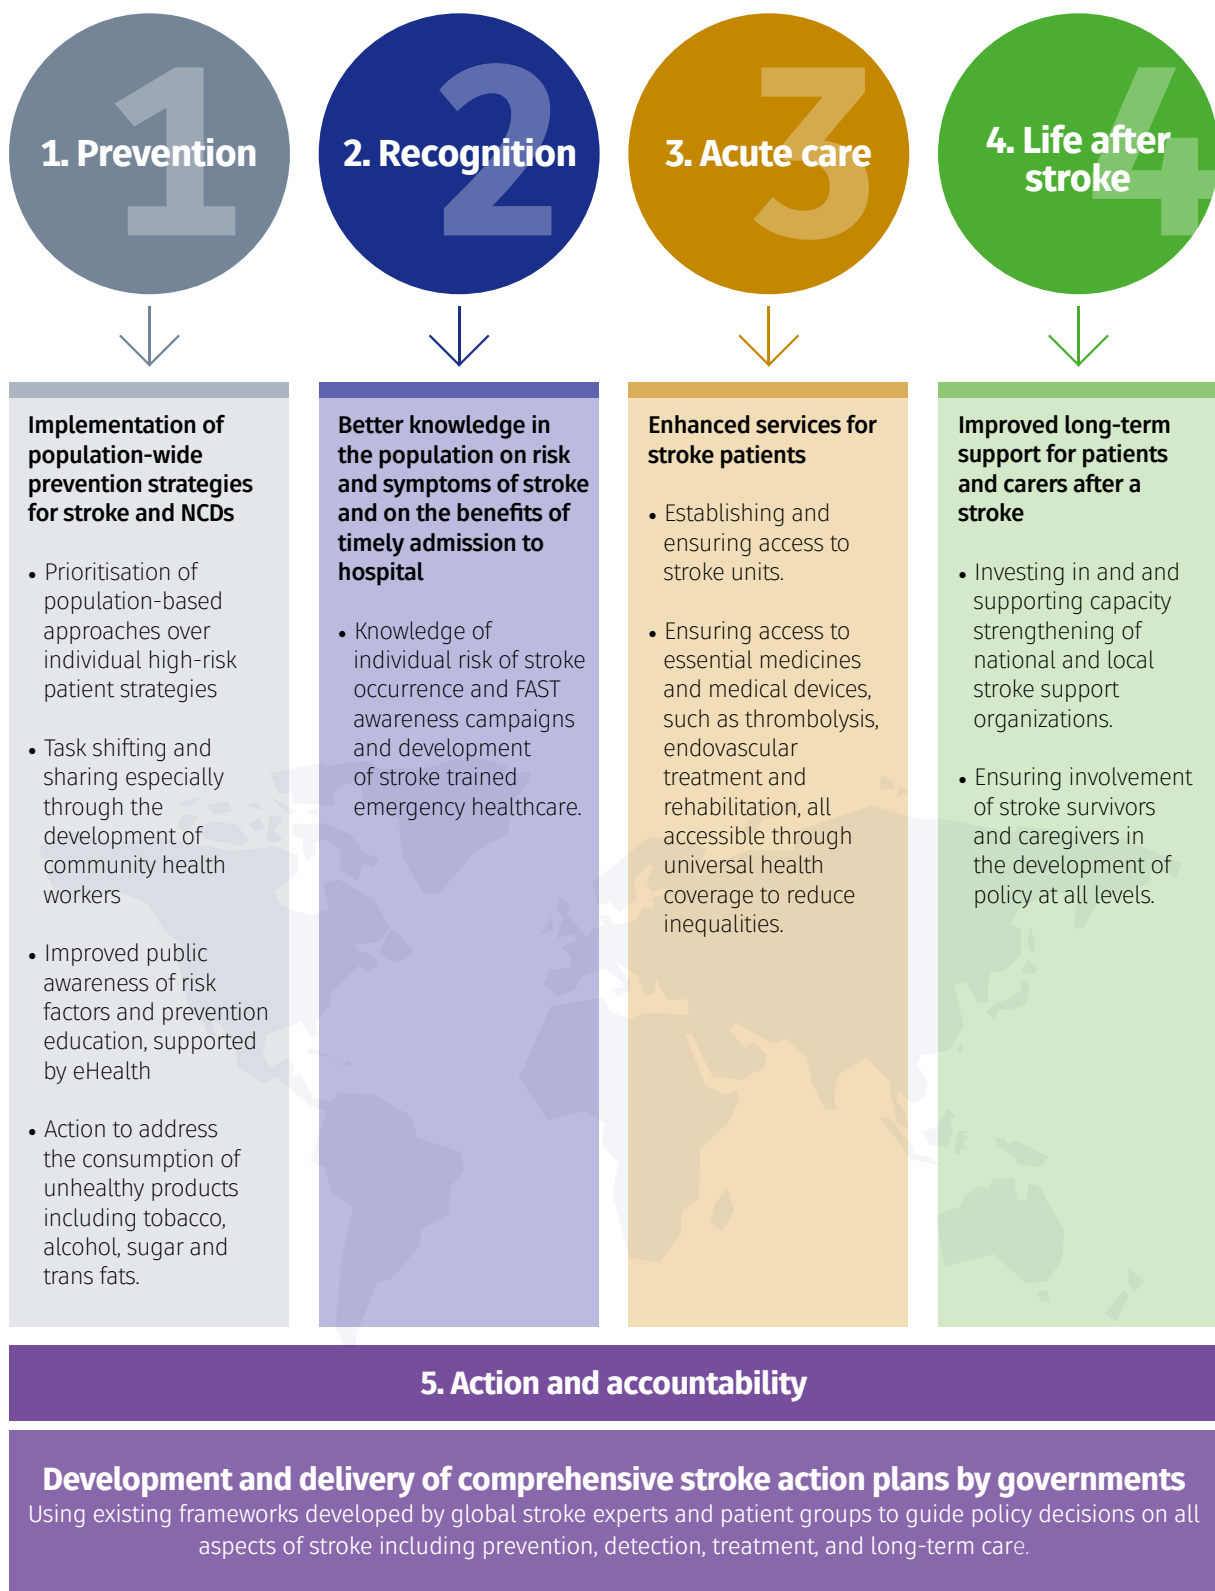 1
1. Prevention
2
2. Recognition
3
3. Acute care
4
4. Life after
stroke
Implementation of
population-wide
prevention strategies
for stroke and NCDs
• Prioritisation of
population-based
approaches over
individual high-risk
patient strategies
• Task shifting and
sharing especially
through the
development of
community health
workers
• Improved public
awareness of risk
factors and prevention
education, supported
by eHealth
• Action to address
the consumption of
unhealthy products
including tobacco,
alcohol, sugar and
trans fats.
Better knowledge in
the population on risk
and symptoms of stroke
and on the benefits of
timely admission to
hospital
• Knowledge of
individual risk of stroke
occurrence and FAST
awareness campaigns
and development
of stroke trained
emergency healthcare.
Enhanced services for
stroke patients
• Establishing and
ensuring access to
stroke units.
• Ensuring access to
essential medicines
and medical devices,
such as thrombolysis,
endovascular
treatment and
rehabilitation, all
accessible through
universal health
coverage to reduce
inequalities.
Improved long-term
support for patients
and carers after a
stroke
• Investing in and and
supporting capacity
strengthening of
national and local
stroke support
organizations.
• Ensuring involvement
of stroke survivors
and caregivers in
the development of
policy at all levels.
5. Action and accountability
Development and delivery of comprehensive stroke action plans by governments
Using existing frameworks developed by global stroke experts and patient groups to guide policy decisions on all
aspects of stroke including prevention, detection, treatment, and long-term care.